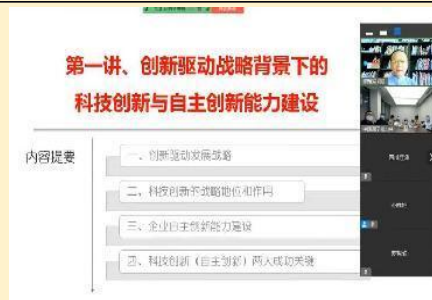 第一讲、创新驱动战略背景下的
科技创新与自主创新能力建设
内容提要
一、创新驱动发展战略
二、科技创新的战略地位和作用
三、企业自主创新能力建设
四、科技创新（自主创新）两大成功关键